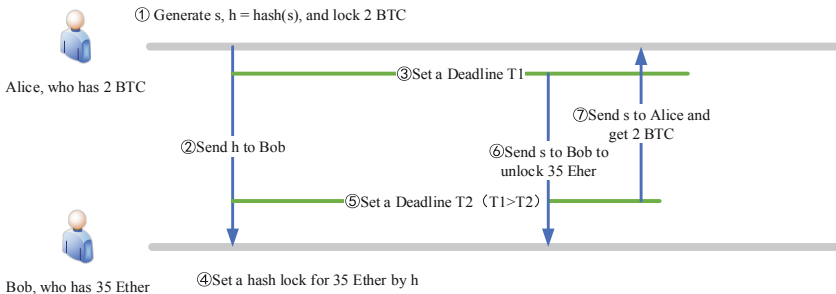 ① Generate s, h = hash(s), and lock 2 BTC
Alice, who has 2 BTC
③Set a Deadline T1
②Send h to Bob
⑦Send s to Alice and
get 2 BTC
⑥Send s to Bob to
unlock 35 Eher
⑤Set a Deadline T2（T1>T2）
④Set a hash lock for 35 Ether by h
Bob, who has 35 Ether